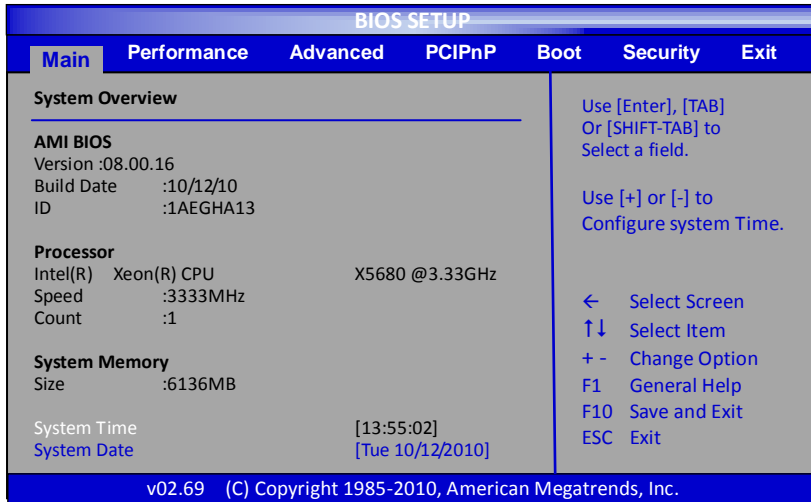 BIOS SETUP
Main Performance Advanced PCIPnP Boot Security Exit
System Overview
AMI BIOS
Version :08.00.16
Build Date :10/12/10
ID :1AEGHA13
Processor
Intel(R) Xeon(R) CPU X5680 @3.33GHz
Speed :3333MHz
Count :1
System Memory
Size :6136MB
System Time [13:55:02]
System Date [Tue 10/12/2010]
Use [Enter], [TAB]
Or [SHIFT-TAB] to
Select a field.
Use [+] or [-] to
Configure system Time.
← Select Screen
↑↓ Select Item
+ - Change Option
F1 General Help
F10 Save and Exit
ESC Exit
v02.69 (C) Copyright 1985-2010, American Megatrends, Inc.